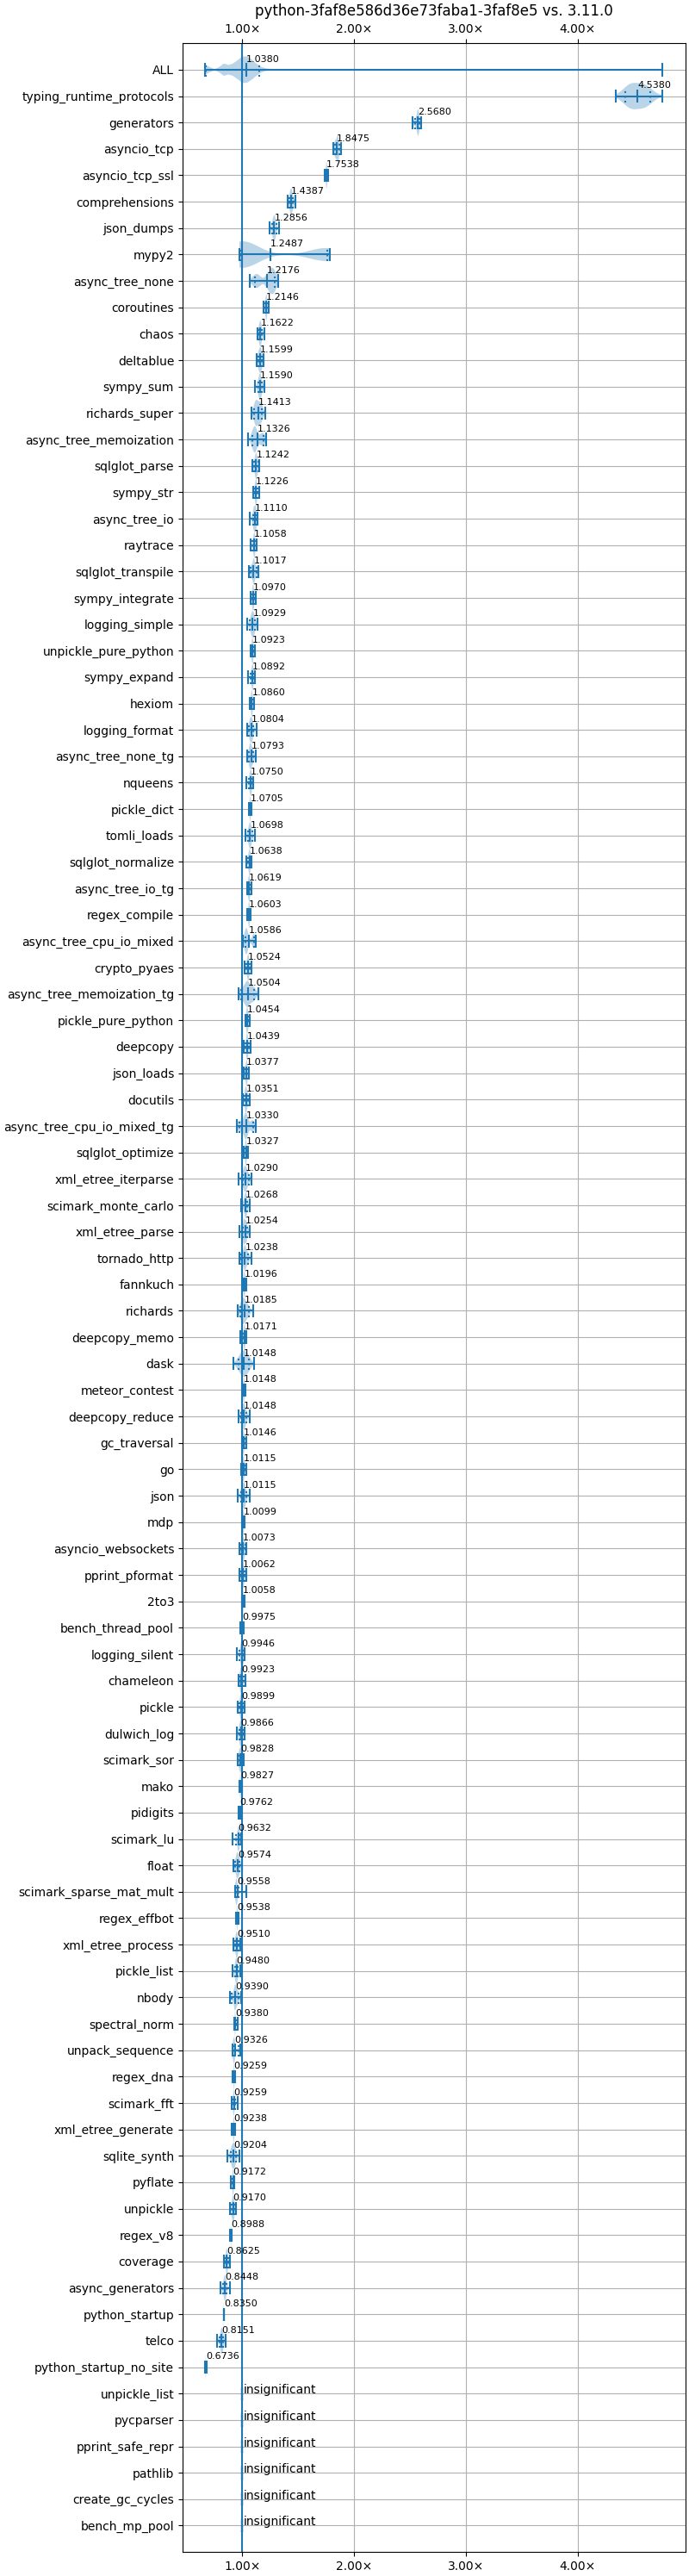 python-3faf8e586d36e73faba1-3faf8e5 vs. 3.11.0
1.00× 2.00× 3.00× 4.00×
ALL 1.0380
typing_runtime_protocols 4.5380
generators 2.5680
asyncio_tcp 1.8475
asyncio_tcp_ssl 1.7538
comprehensions 1.4387
json_dumps 1.2856
mypy2 1.2487
async_tree_none 1.2176
coroutines 1.2146
chaos 1.1622
deltablue 1.1599
sympy_sum 1.1590
richards_super 1.1413
async_tree_memoization 1.1326
sqlglot_parse 1.1242
sympy_str 1.1226
async_tree_io 1.1110
raytrace 1.1058
sqlglot_transpile 1.1017
sympy_integrate 1.0970
logging_simple 1.0929
unpickle_pure_python 1.0923
sympy_expand 1.0892
hexiom 1.0860
logging_format 1.0804
async_tree_none_tg 1.0793
nqueens 1.0750
pickle_dict 1.0705
tomli_loads 1.0698
sqlglot_normalize 1.0638
async_tree_io_tg 1.0619
regex_compile 1.0603
async_tree_cpu_io_mixed 1.0586
crypto_pyaes 1.0524
async_tree_memoization_tg 1.0504
pickle_pure_python 1.0454
deepcopy 1.0439
json_loads 1.0377
docutils 1.0351
async_tree_cpu_io_mixed_tg 1.0330
sqlglot_optimize 1.0327
xml_etree_iterparse 1.0290
scimark_monte_carlo 1.0268
xml_etree_parse 1.0254
tornado_http 1.0238
fannkuch 1.0196
richards 1.0185
deepcopy_memo 1.0171
dask 1.0148
meteor_contest 1.0148
deepcopy_reduce 1.0148
gc_traversal 1.0146
go 1.0115
json 1.0115
mdp 1.0099
asyncio_websockets 1.0073
pprint_pformat 1.0062
2to3 1.0058
bench_thread_pool 0.9975
logging_silent 0.9946
chameleon 0.9923
pickle 0.9899
dulwich_log 0.9866
scimark_sor 0.9828
mako 0.9827
pidigits 0.9762
scimark_lu 0.9632
float 0.9574
scimark_sparse_mat_mult 0.9558
regex_effbot 0.9538
xml_etree_process 0.9510
pickle_list 0.9480
nbody 0.9390
spectral_norm 0.9380
unpack_sequence 0.9326
regex_dna 0.9259
scimark_fft 0.9259
xml_etree_generate 0.9238
sqlite_synth 0.9204
pyflate 0.9172
unpickle 0.9170
regex_v8 0.8988
coverage 0.8625
async_generators 0.8448
python_startup 0.8350
telco 0.8151
python_startup_no_site 0.6736
unpickle_list insignificant
pycparser insignificant
pprint_safe_repr insignificant
pathlib insignificant
create_gc_cycles insignificant
bench_mp_pool insignificant
1.00× 2.00× 3.00× 4.00×